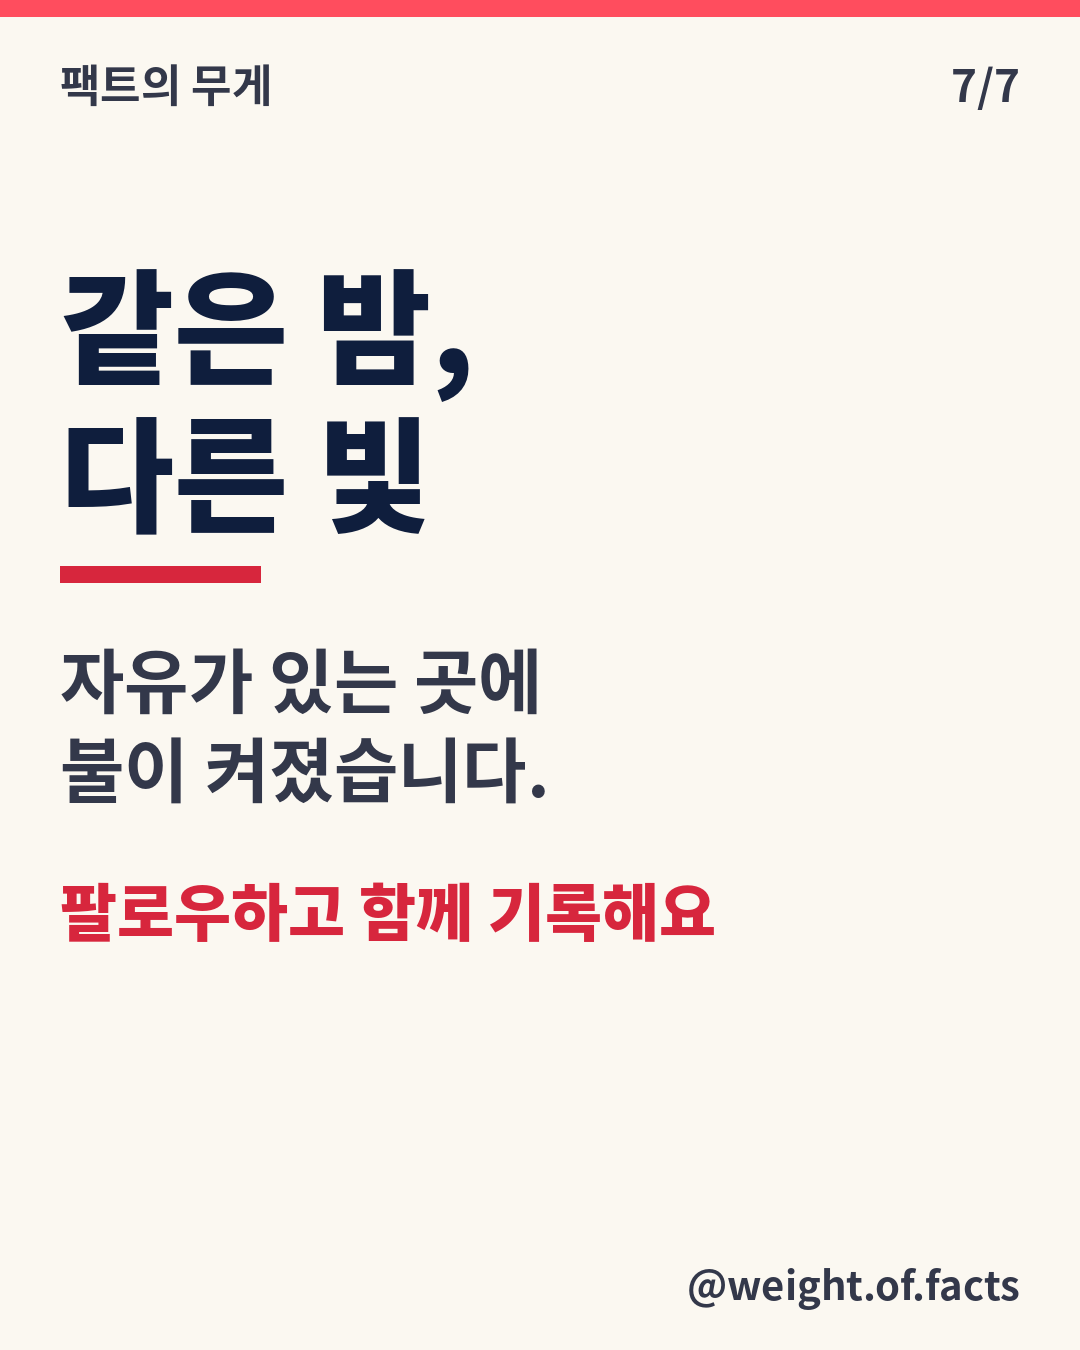 팩트의 무게
7/7
같은 밤,
다른 빛
자유가 있는 곳에
불이 켜졌습니다.
팔로우하고 함께 기록해요
@weight.of.facts